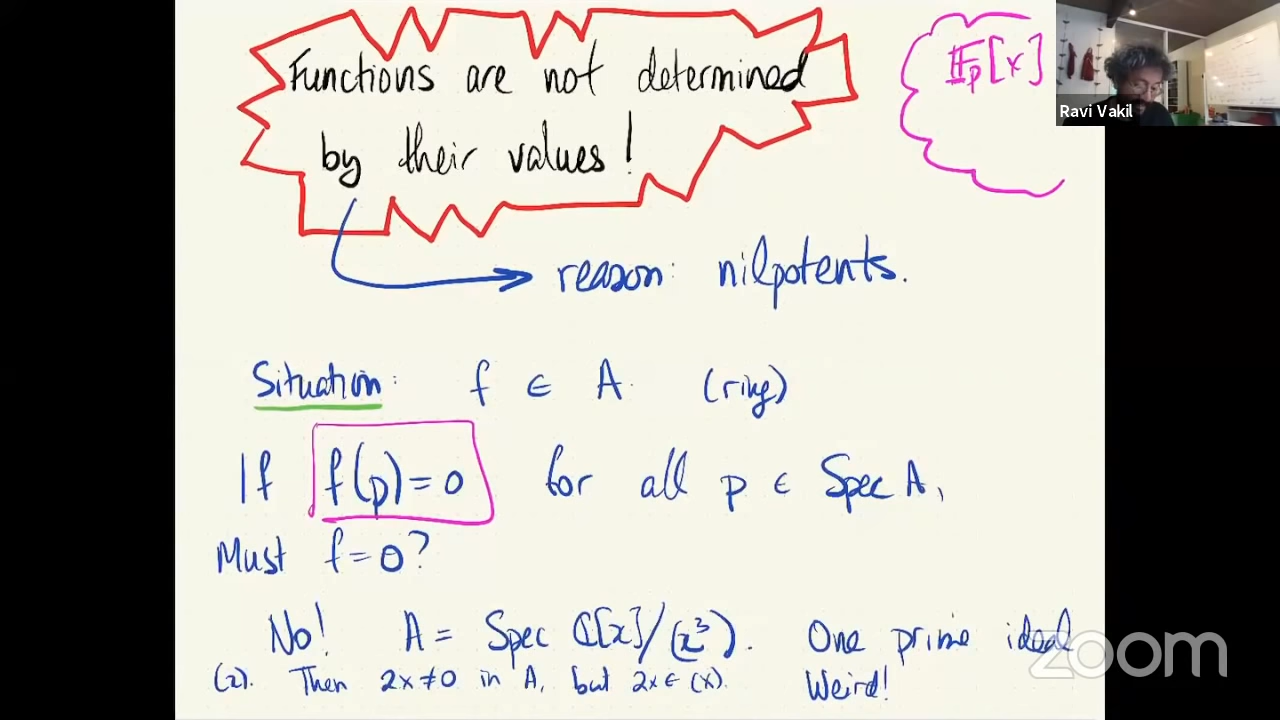 Functions are not determined
by their values!
𝔽p[x]
Ravi Vakil
reason: nilpotents.
Situation: f ∈ A (ring)
If f(p)=0 for all p ∈ Spec A,
Must f=0?
No! A = Spec ℂ[x]/(x³). One prime ideal
(x). Then 2x≠0 in A, but 2x∈(x). Weird!
zoom